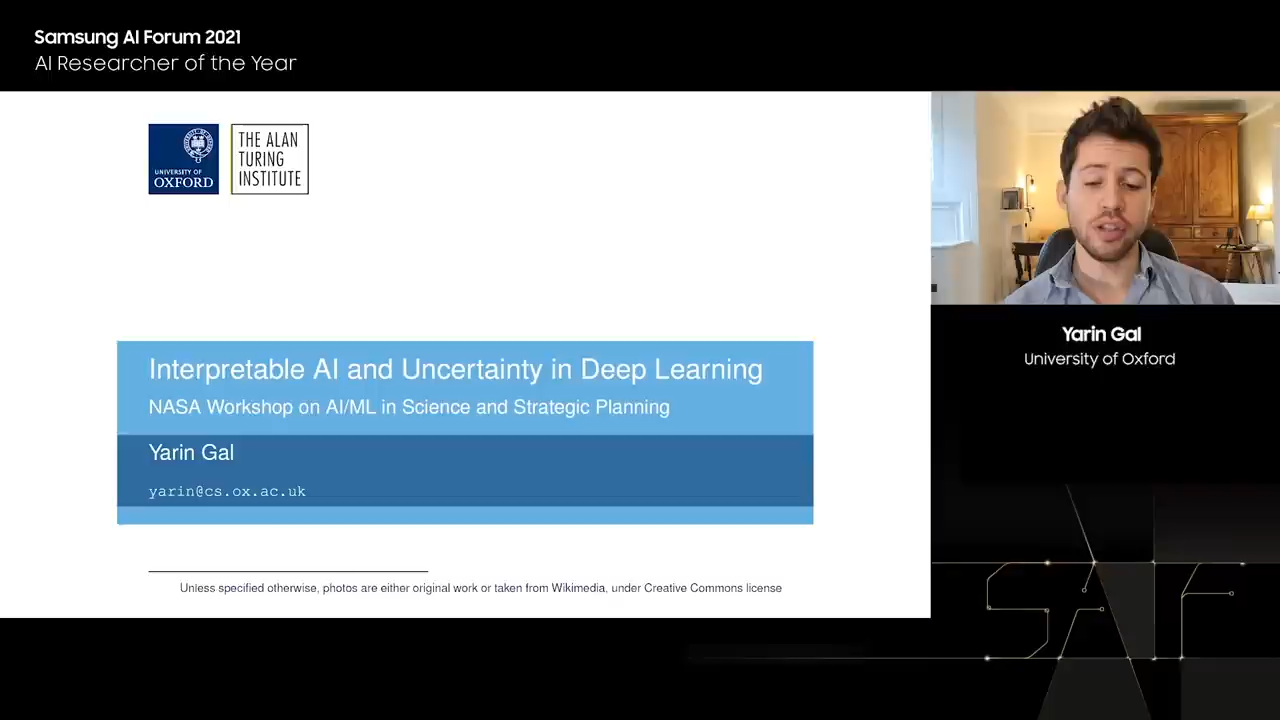 Samsung AI Forum 2021
AI Researcher of the Year
UNIVERSITY OF
OXFORD
THE ALAN
TURING
INSTITUTE
Interpretable AI and Uncertainty in Deep Learning
NASA Workshop on AI/ML in Science and Strategic Planning
Yarin Gal
yarin@cs.ox.ac.uk
Unless specified otherwise, photos are either original work or taken from Wikimedia, under Creative Commons license
Yarin Gal
University of Oxford
SAIF